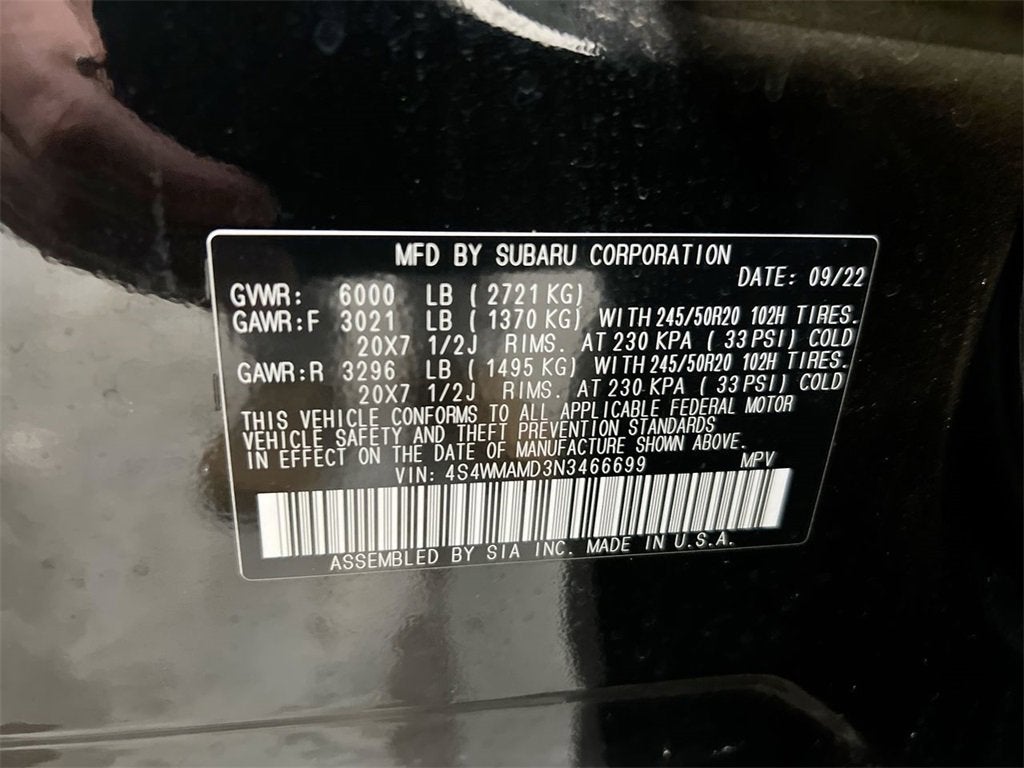 MFD BY SUBARU CORPORATION
DATE: 09/22
GVWR: 6000 LB ( 2721 KG)
GAWR:F 3021 LB ( 1370 KG) WITH 245/50R20 102H TIRES.
20X7 1/2J RIMS. AT 230 KPA ( 33 PSI) COLD
GAWR:R 3296 LB ( 1495 KG) WITH 245/50R20 102H TIRES.
20X7 1/2J RIMS. AT 230 KPA ( 33 PSI) COLD
THIS VEHICLE CONFORMS TO ALL APPLICABLE FEDERAL MOTOR
VEHICLE SAFETY AND THEFT PREVENTION STANDARDS
IN EFFECT ON THE DATE OF MANUFACTURE SHOWN ABOVE.
VIN: 4S4WMAMD3N3466699 MPV
ASSEMBLED BY SIA INC. MADE IN U.S.A.